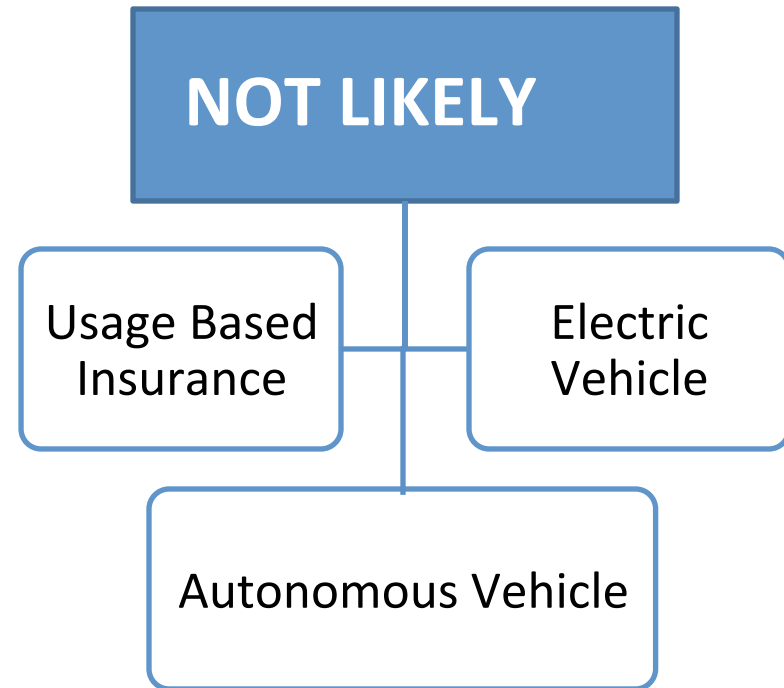 NOT LIKELY
Usage Based
Insurance
Electric
Vehicle
Autonomous Vehicle